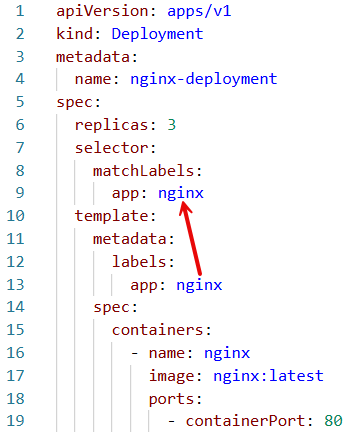 1 apiVersion: apps/v1
2 kind: Deployment
3 metadata:
4   name: nginx-deployment
5 spec:
6   replicas: 3
7   selector:
8     matchLabels:
9       app: nginx
10   template:
11     metadata:
12       labels:
13         app: nginx
14     spec:
15       containers:
16         - name: nginx
17           image: nginx:latest
18           ports:
19             - containerPort: 80